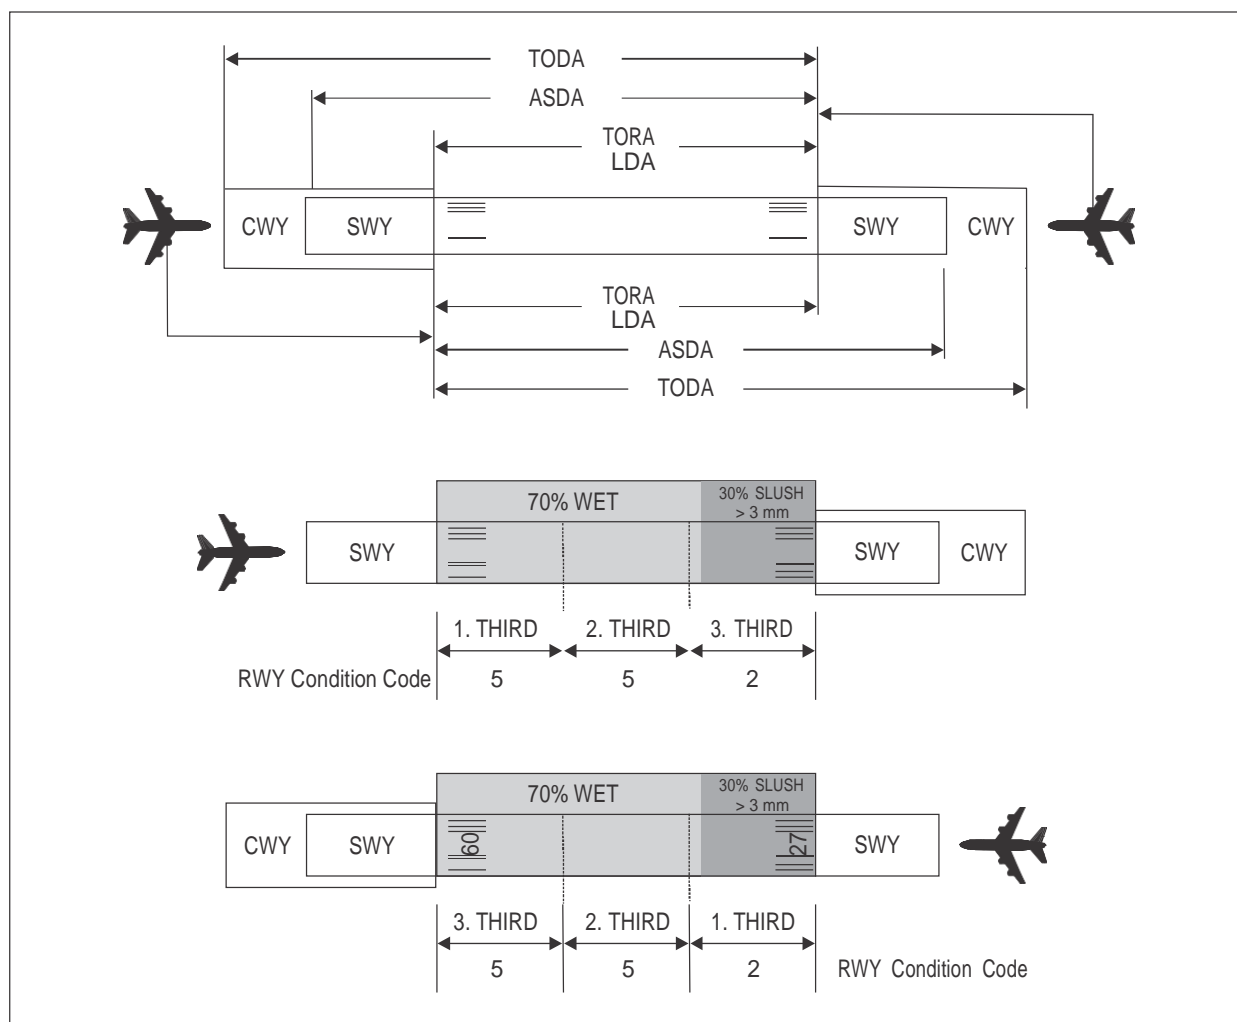 TODA
ASDA
TORA
LDA
CWY SWY SWY CWY
TORA
LDA
ASDA
TODA
70% WET 30% SLUSH
> 3 mm
SWY SWY CWY
1. THIRD 2. THIRD 3. THIRD
RWY Condition Code 5 5 2
70% WET 30% SLUSH
> 3 mm
CWY SWY 60 27 SWY
3. THIRD 2. THIRD 1. THIRD
5 5 2 RWY Condition Code